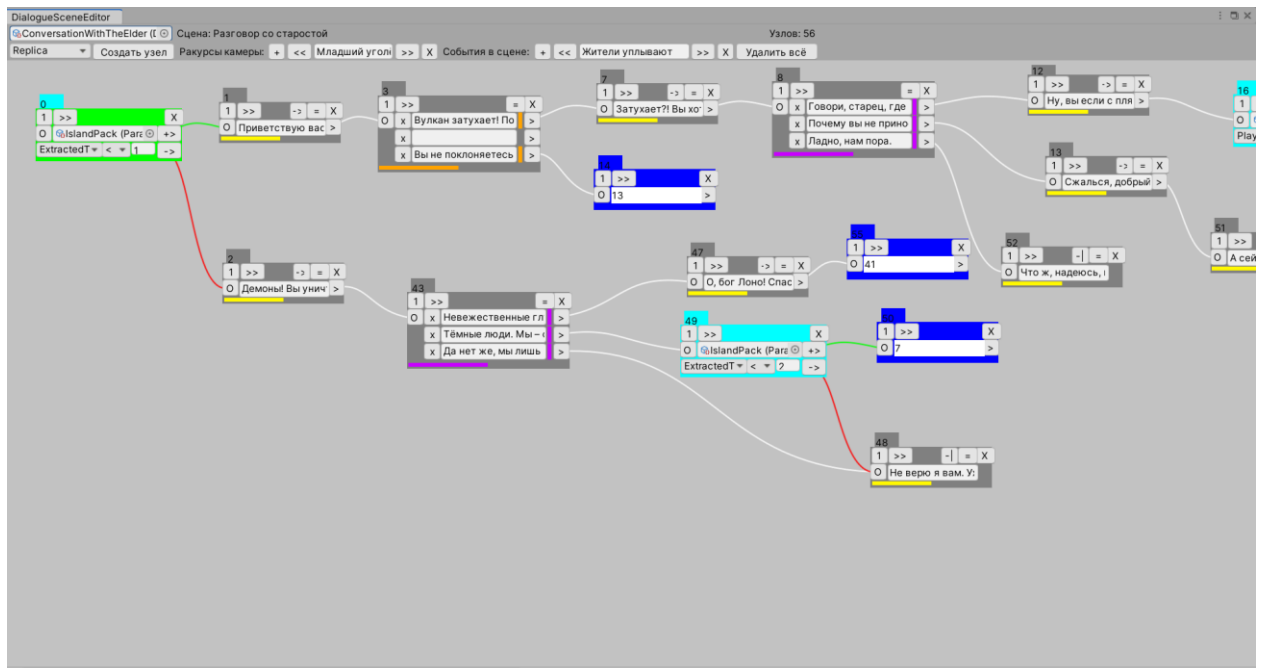 DialogueSceneEditor
ConversationWithTheElder (D Сцена: Разговор со старостой Узлов: 56
Replica Создать узел Ракурсы камеры: + << Младший уголо >> X События в сцене: + << Жители уплывают >> X Удалить всё
0
1 >> X
O IslandPack (Para +>
ExtractedT < 1 ->
1
1 >> = X
O Приветствую вас >
3
1 >> = X
O x Вулкан затухает! По >
x >
x Вы не поклоняетесь >
7
1 >> = X
O Затухает?! Вы хо >
8
1 >> = X
O x Говори, старец, где >
x Почему вы не прино >
x Ладно, нам пора. >
12
1 >> = X
O Ну, вы если с пля >
16
1
O
Play
14
1 >> X
O 13 >
13
1 >> = X
O Сжалься, добрый >
51
1 >>
O А сей
2
1 >> = X
O Демоны! Вы унич >
43
1 >> = X
O x Невежественные гл >
x Тёмные люди. Мы – >
x Да нет же, мы лишь >
47
1 >> = X
O О, бог Лоно! Спас >
1 >> X
O 41 >
52
1 >> -| = X
O Что ж, надеюсь,
49
1 >> X
O IslandPack (Para +>
ExtractedT < 2 ->
50
1 >> X
O 7 >
48
1 >> -| = X
O Не верю я вам. У